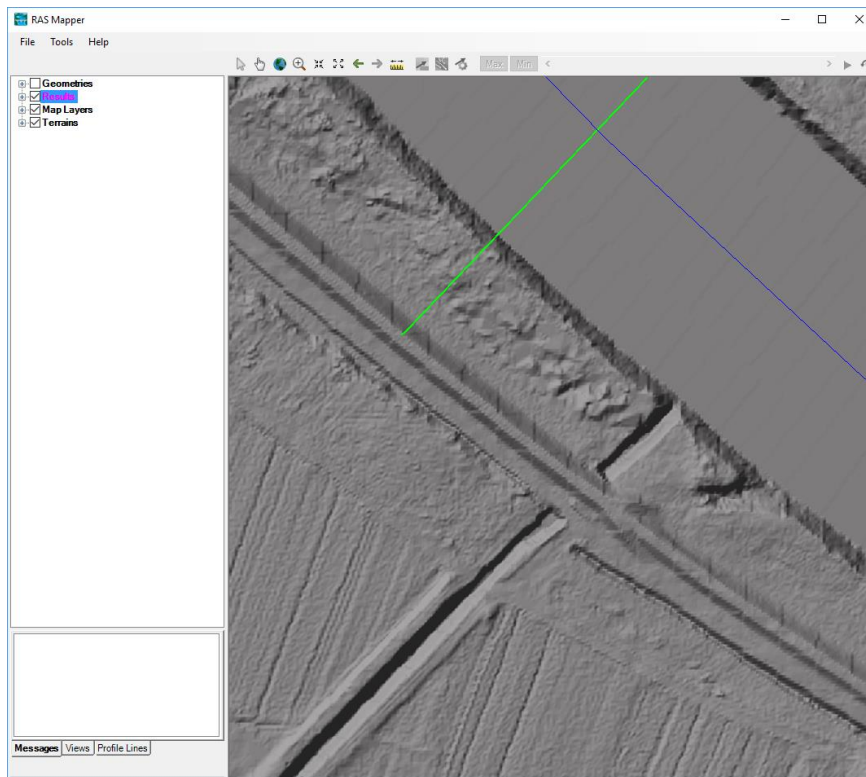 RAS Mapper
File Tools Help
Max Min
Geometries
Results
Map Layers
Terrains
Messages Views Profile Lines